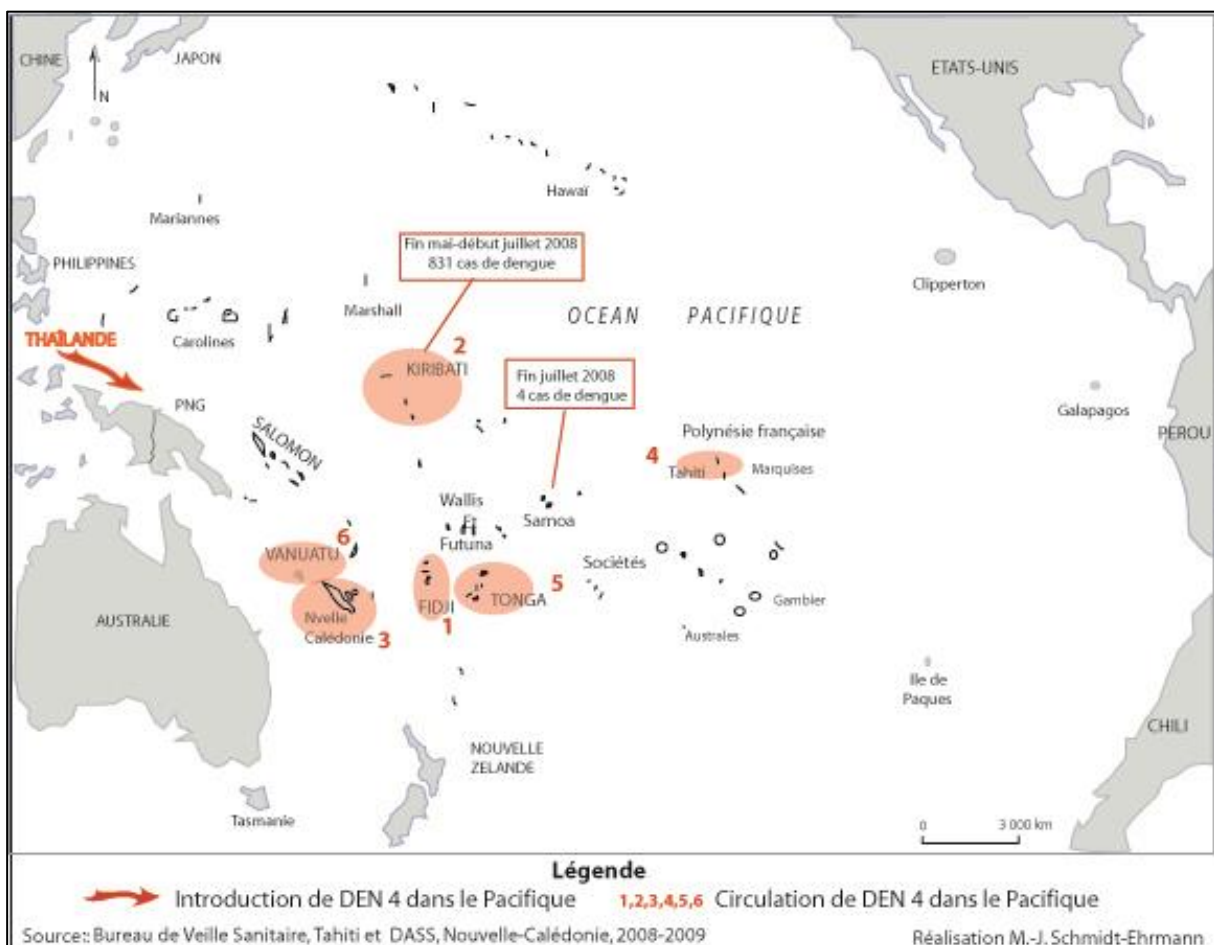 CHINE
JAPON
N
ETATS-UNIS
Hawaï
Mariannes
PHILIPPINES
Fin mai-début juillet 2008
831 cas de dengue
Clipperton
Marshall
OCEAN PACIFIQUE
THAÏLANDE
Carolines
2
KIRIBATI
Fin juillet 2008
4 cas de dengue
PNG
Galapagos
SALOMON
Polynésie française
PEROU
4
Tahiti
Marquises
Wallis
Et
Futuna
Samoa
6
VANUATU
Sociétés
5
FIDJI
TONGA
Gambier
AUSTRALIE
Nvelle
Calédonie
3
1
Australes
Ile de
Paques
CHILI
NOUVELLE
ZELANDE
Tasmanie
0 3 000 km
Légende
Introduction de DEN 4 dans le Pacifique 1,2,3,4,5,6 Circulation de DEN 4 dans le Pacifique
Source:: Bureau de Veille Sanitaire, Tahiti et DASS, Nouvelle-Calédonie, 2008-2009 Réalisation M.-J. Schmidt-Ehrmann